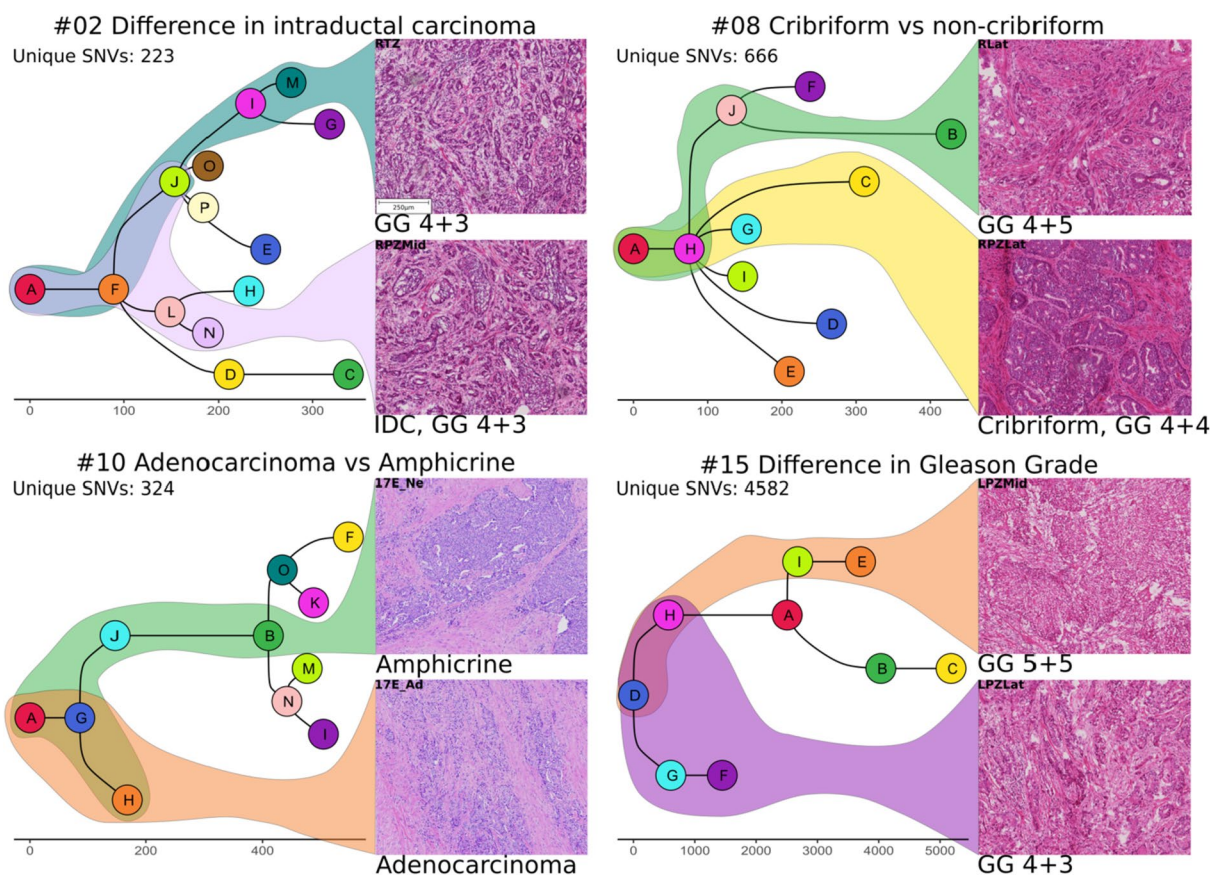 #02 Difference in intraductal carcinoma
Unique SNVs: 223
RTZ
M
I
G
O
J
P
E
A
F
H
L
N
D
C
250µm
GG 4+3
RPZMid
IDC, GG 4+3
0 100 200 300
#08 Cribriform vs non-cribriform
Unique SNVs: 666
RLat
F
J
B
C
G
A
H
I
D
E
GG 4+5
RPZLat
Cribriform, GG 4+4
0 100 200 300 400
#10 Adenocarcinoma vs Amphicrine
Unique SNVs: 324
17E_Ne
F
O
K
J
B
M
N
A
G
I
H
Amphicrine
17E_Ad
Adenocarcinoma
0 200 400
#15 Difference in Gleason Grade
Unique SNVs: 4582
LPZMid
I
E
H
A
B
C
D
G
F
GG 5+5
LPZLat
GG 4+3
0 1000 2000 3000 4000 5000